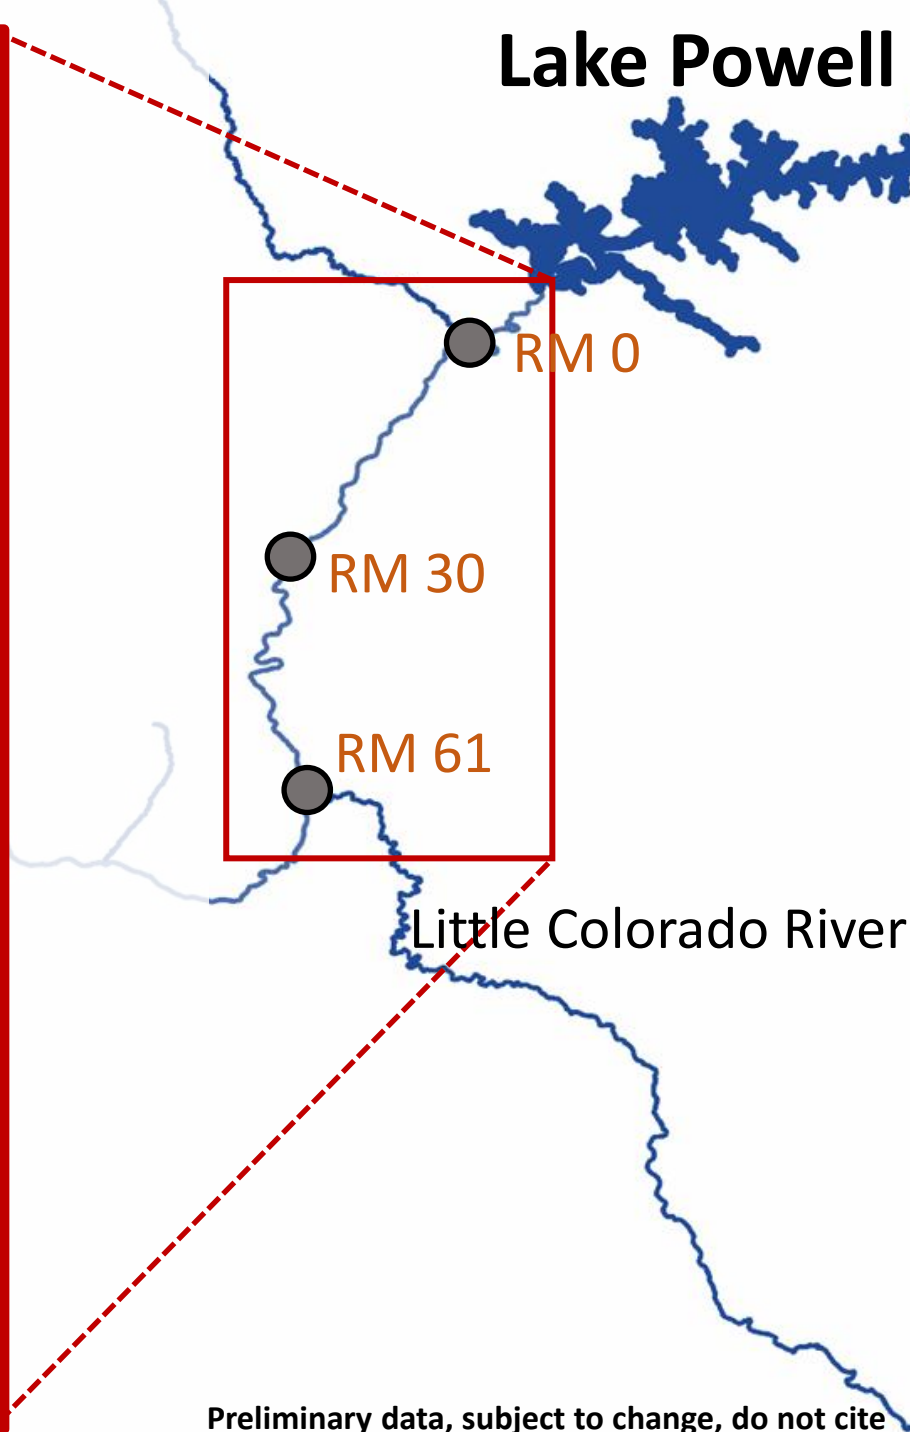 Lake Powell
RM 0
RM 30
RM 61
Little Colorado River
Preliminary data, subject to change, do not cite